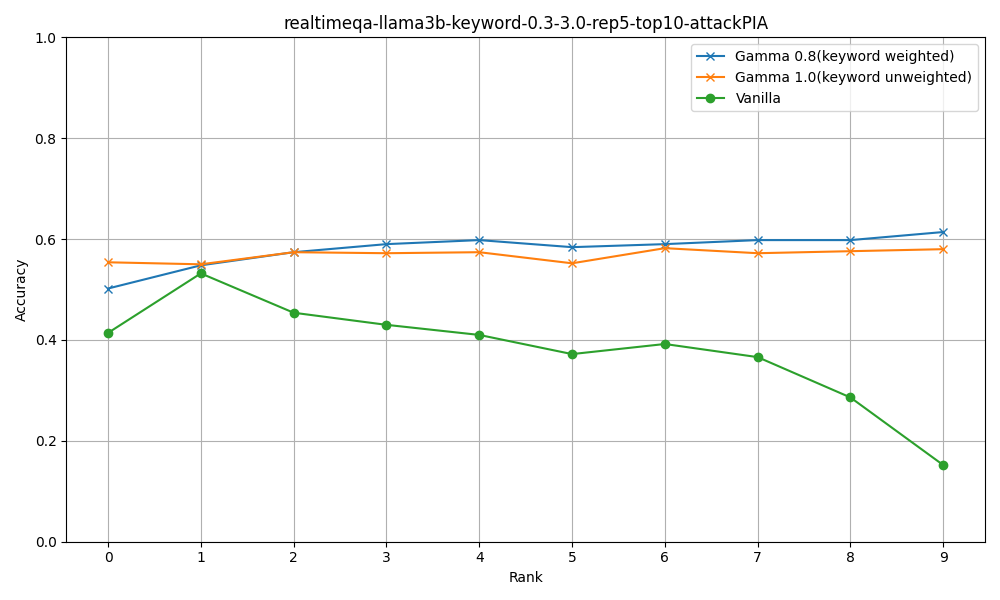 realtimeqa-llama3b-keyword-0.3-3.0-rep5-top10-attackPIA
Gamma 0.8(keyword weighted)
Gamma 1.0(keyword unweighted)
Vanilla
Accuracy
1.0
0.8
0.6
0.4
0.2
0.0
0 1 2 3 4 5 6 7 8 9
Rank